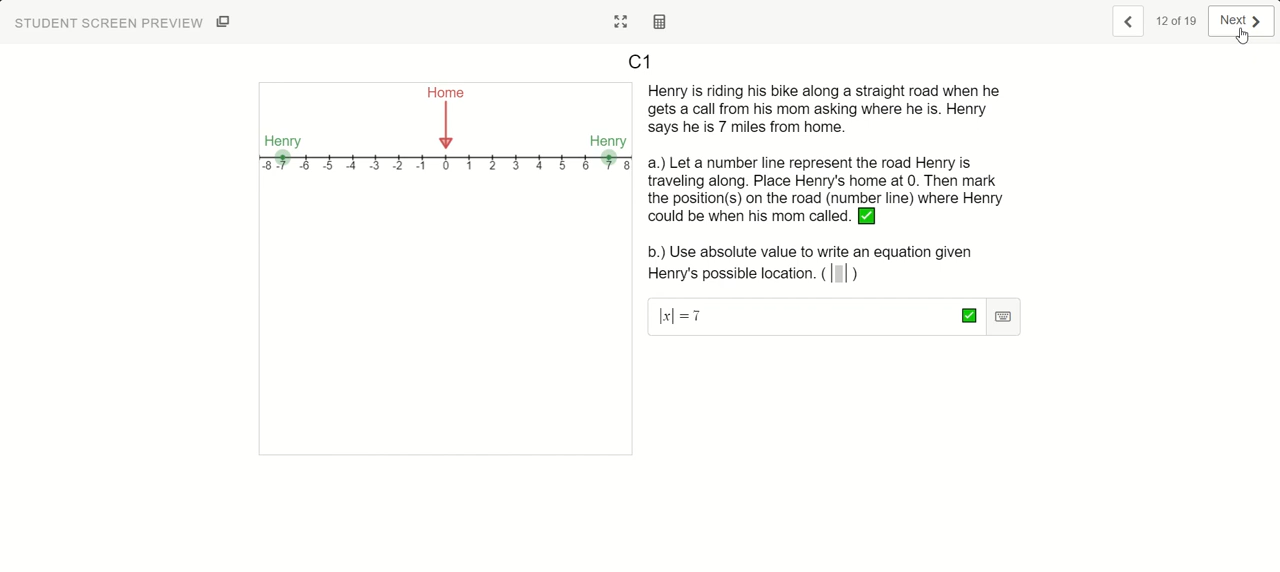 STUDENT SCREEN PREVIEW
12 of 19
Next
C1
Home
Henry
Henry
-8 -7 -6 -5 -4 -3 -2 -1 0 1 2 3 4 5 6 7 8
Henry is riding his bike along a straight road when he
gets a call from his mom asking where he is. Henry
says he is 7 miles from home.
a.) Let a number line represent the road Henry is
traveling along. Place Henry's home at 0. Then mark
the position(s) on the road (number line) where Henry
could be when his mom called.
b.) Use absolute value to write an equation given
Henry's possible location. ( | | )
|x| = 7